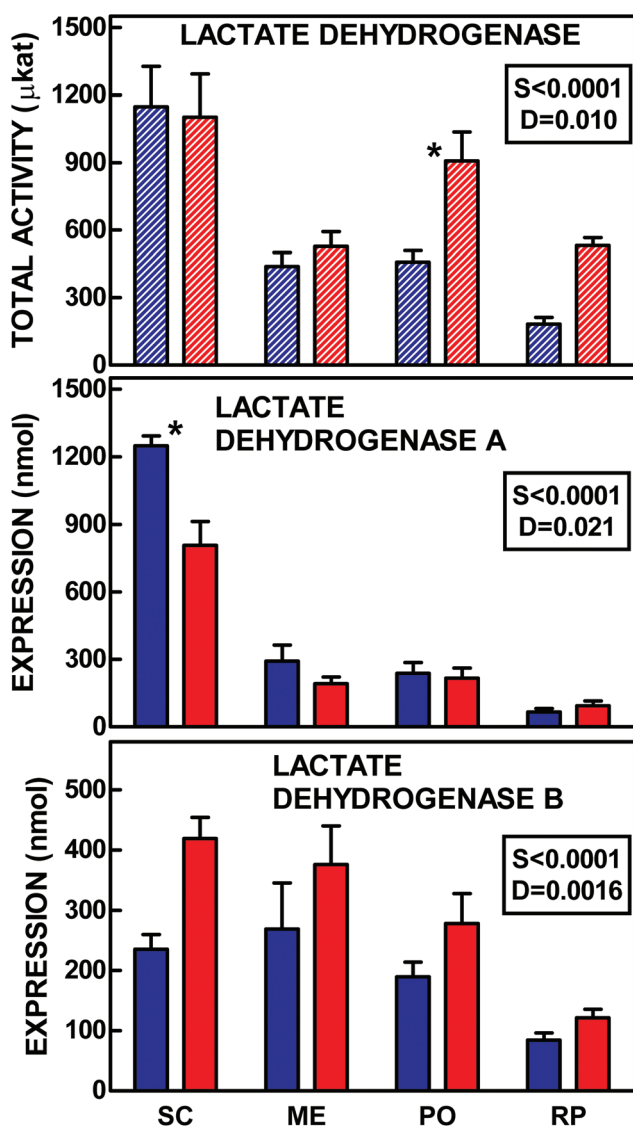 LACTATE DEHYDROGENASE
TOTAL ACTIVITY (μkat)
1500
1200
900
600
300
0
S<0.0001
D=0.010
*
LACTATE
DEHYDROGENASE A
EXPRESSION (nmol)
1500
1200
900
600
300
0
*
S<0.0001
D=0.021
LACTATE
DEHYDROGENASE B
EXPRESSION (nmol)
500
400
300
200
100
0
S<0.0001
D=0.0016
SC ME PO RP